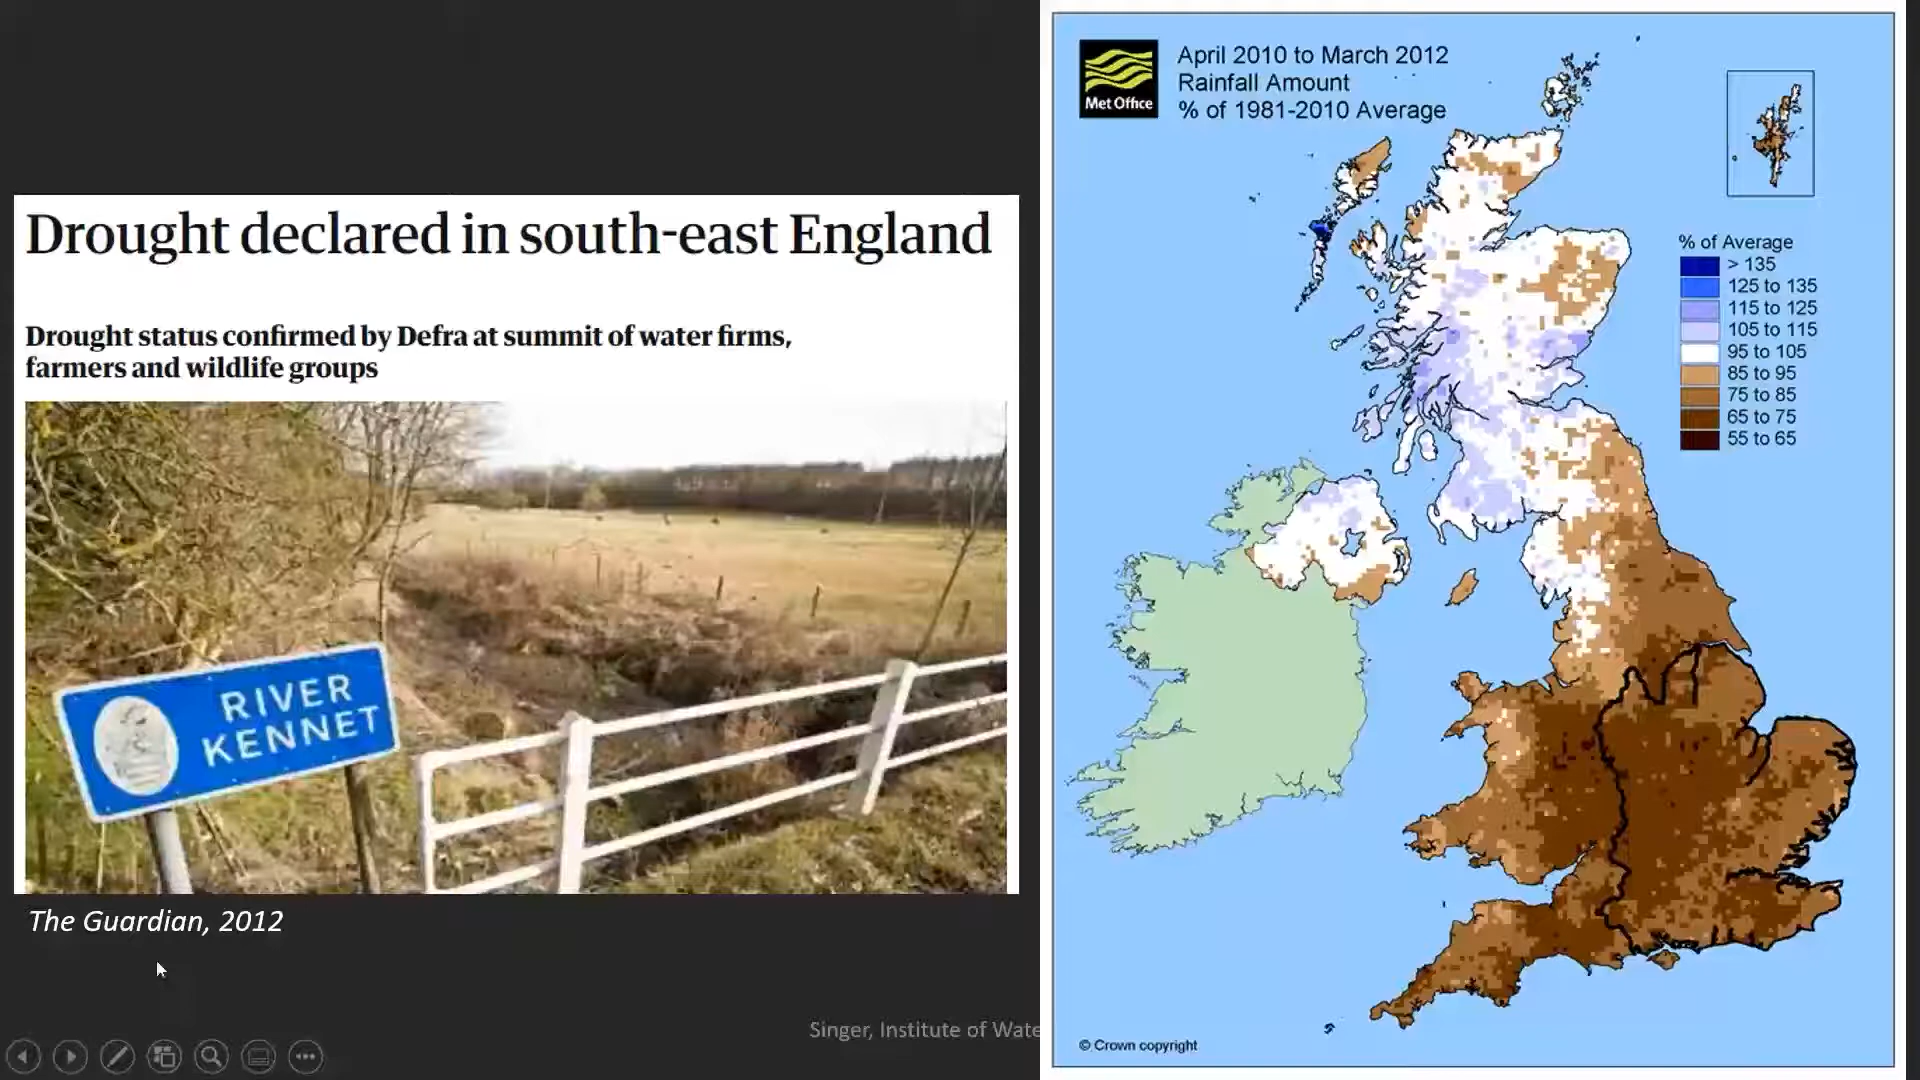 Drought declared in south-east England
Drought status confirmed by Defra at summit of water firms,
farmers and wildlife groups
RIVER
KENNET
The Guardian, 2012
Singer, Institute of Wate
Met Office
April 2010 to March 2012
Rainfall Amount
% of 1981-2010 Average
% of Average
> 135
125 to 135
115 to 125
105 to 115
95 to 105
85 to 95
75 to 85
65 to 75
55 to 65
© Crown copyright